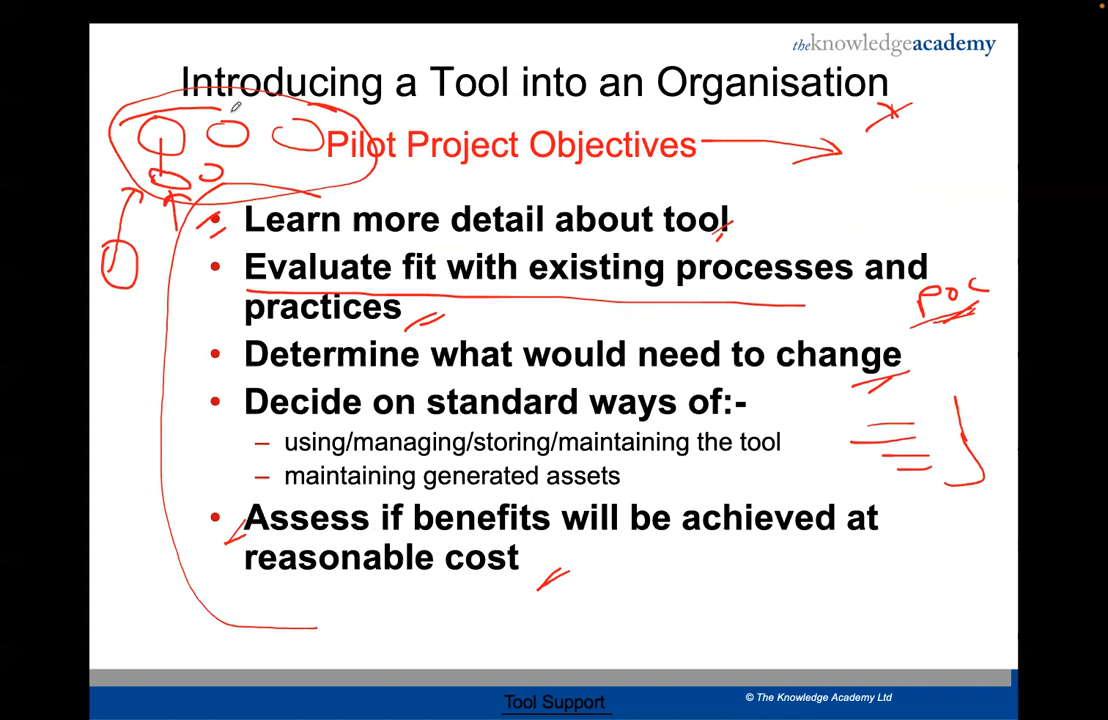 theknowledgeacademy
Introducing a Tool into an Organisation
Pilot Project Objectives
• Learn more detail about tool
• Evaluate fit with existing processes and
practices
POC
• Determine what would need to change
• Decide on standard ways of:-
– using/managing/storing/maintaining the tool
– maintaining generated assets
• Assess if benefits will be achieved at
reasonable cost
Tool Support
© The Knowledge Academy Ltd